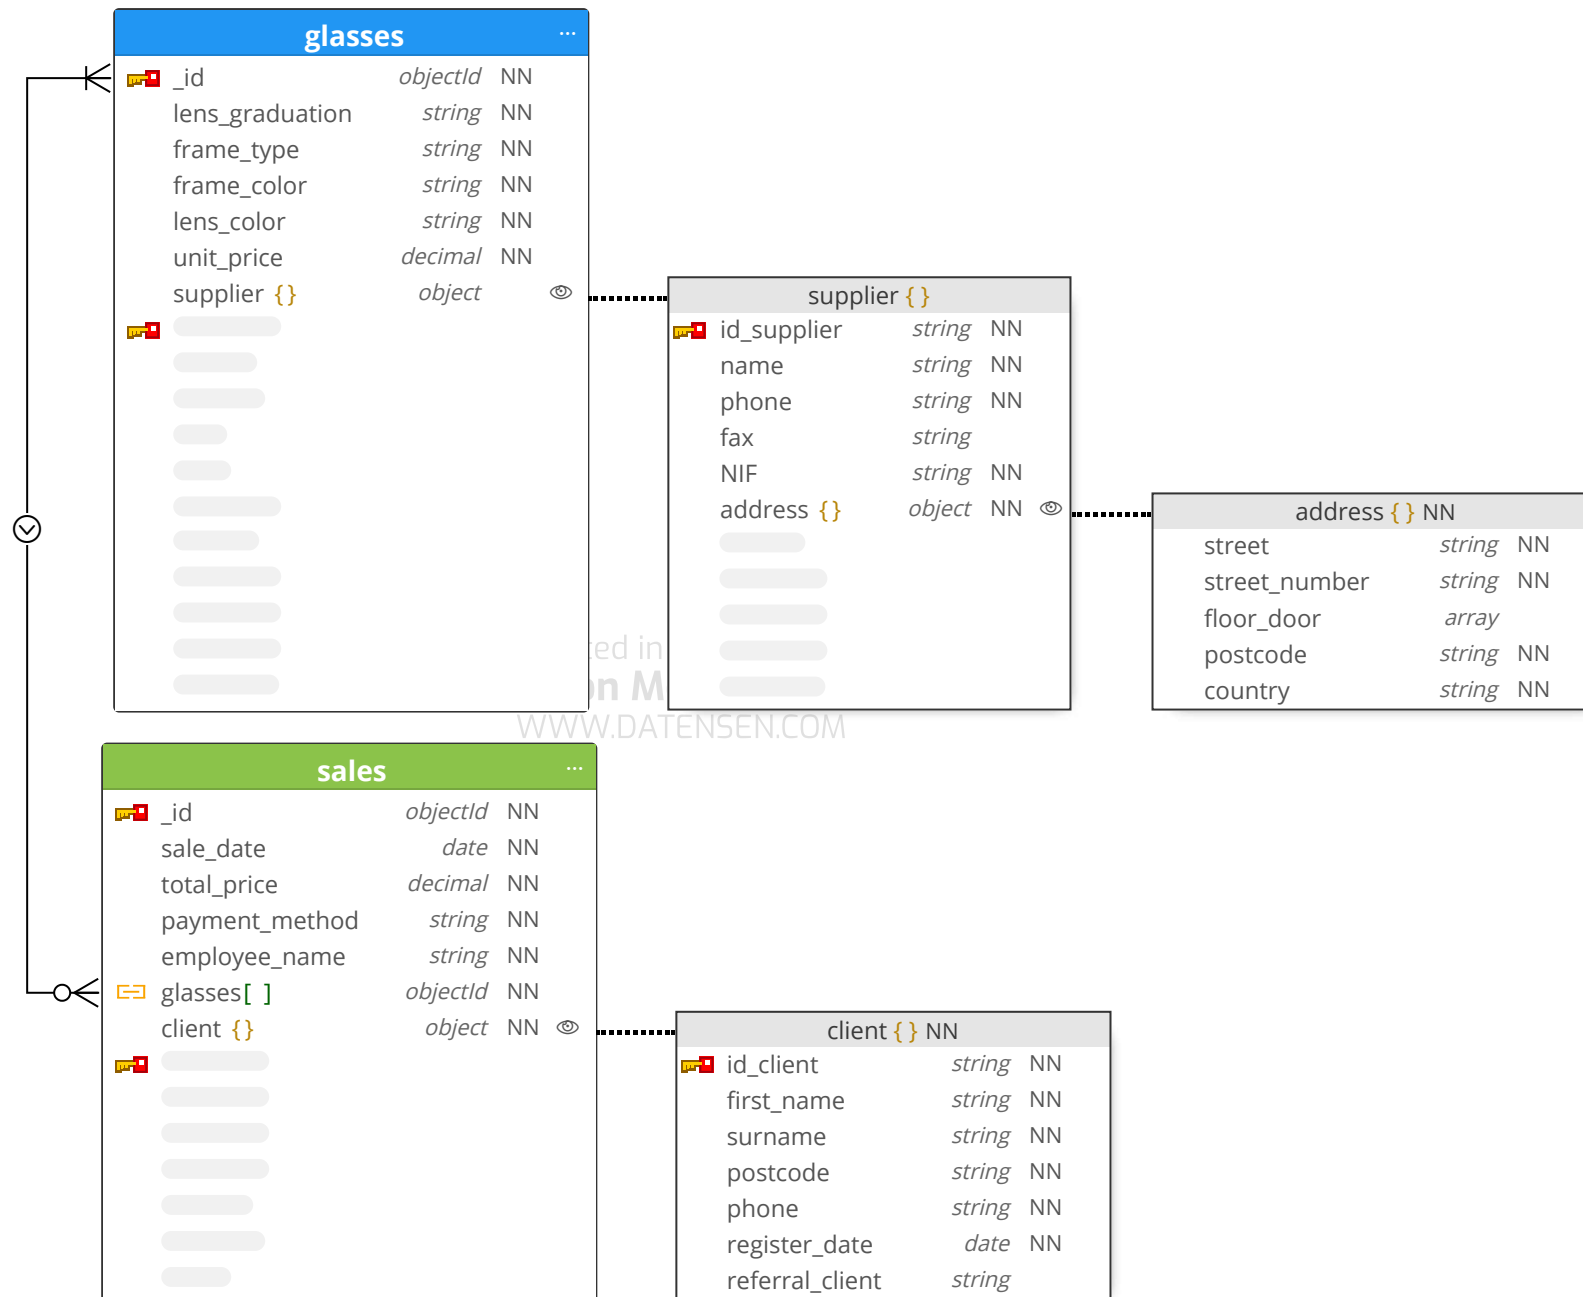 glasses ...
_id objectId NN
lens_graduation string NN
frame_type string NN
frame_color string NN
lens_color string NN
unit_price decimal NN
supplier {} object
supplier { }
id_supplier string NN
name string NN
phone string NN
fax string
NIF string NN
address {} object NN
address { } NN
street string NN
street_number string NN
floor_door array
postcode string NN
country string NN
ted in
on M
WWW.DATENSEN.COM
sales ...
_id objectId NN
sale_date date NN
total_price decimal NN
payment_method string NN
employee_name string NN
glasses[ ] objectId NN
client {} object NN
client { } NN
id_client string NN
first_name string NN
surname string NN
postcode string NN
phone string NN
register_date date NN
referral_client string